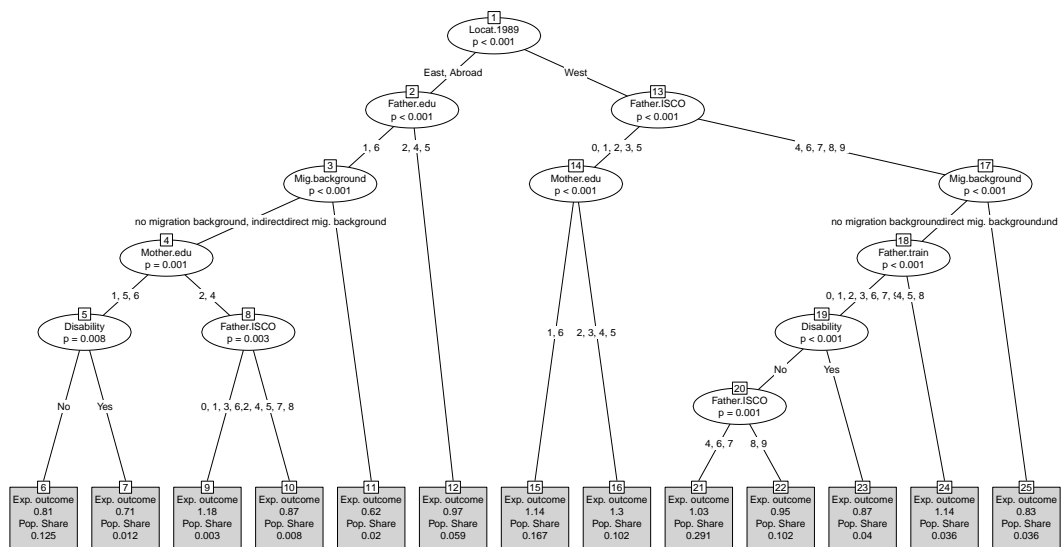 1
Locat.1989
p < 0.001
East, Abroad
West
2
Father.edu
p < 0.001
13
Father.ISCO
p < 0.001
1, 6
2, 4, 5
0, 1, 2, 3, 5
4, 6, 7, 8, 9
3
Mig.background
p < 0.001
14
Mother.edu
p < 0.001
17
Mig.background
p < 0.001
no migration background, indirect
direct mig. background
no migration background
direct mig. background
4
Mother.edu
p = 0.001
18
Father.train
p < 0.001
1, 5, 6
2, 4
0, 1, 2, 3, 6, 7, 9
4, 5, 8
5
Disability
p = 0.008
8
Father.ISCO
p = 0.003
1, 6
2, 3, 4, 5
19
Disability
p < 0.001
No
Yes
20
Father.ISCO
p = 0.001
No
Yes
0, 1, 3, 6,
2, 4, 5, 7, 8
4, 6, 7
8, 9
6
Exp. outcome
0.81
Pop. Share
0.125
7
Exp. outcome
0.71
Pop. Share
0.012
9
Exp. outcome
1.18
Pop. Share
0.003
10
Exp. outcome
0.87
Pop. Share
0.008
11
Exp. outcome
0.62
Pop. Share
0.02
12
Exp. outcome
0.97
Pop. Share
0.059
15
Exp. outcome
1.14
Pop. Share
0.167
16
Exp. outcome
1.3
Pop. Share
0.102
21
Exp. outcome
1.03
Pop. Share
0.291
22
Exp. outcome
0.95
Pop. Share
0.102
23
Exp. outcome
0.87
Pop. Share
0.04
24
Exp. outcome
1.14
Pop. Share
0.036
25
Exp. outcome
0.83
Pop. Share
0.036